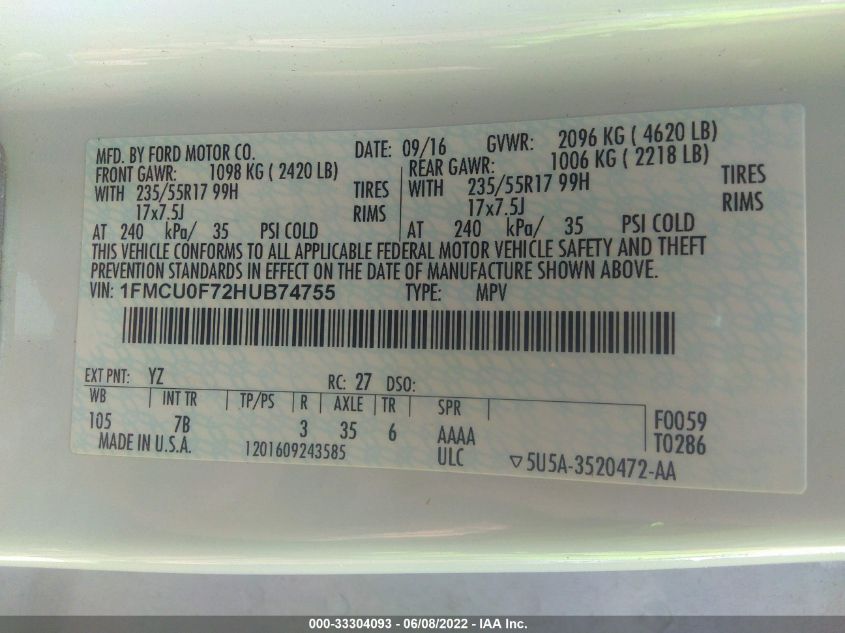 MFD. BY FORD MOTOR CO. DATE: 09/16 GVWR: 2096 KG ( 4620 LB)
FRONT GAWR: 1098 KG ( 2420 LB) REAR GAWR: 1006 KG ( 2218 LB)
WITH 235/55R17 99H TIRES WITH 235/55R17 99H TIRES
17x7.5J RIMS 17x7.5J RIMS
AT 240 kPa/ 35 PSI COLD AT 240 kPa/ 35 PSI COLD
THIS VEHICLE CONFORMS TO ALL APPLICABLE FEDERAL MOTOR VEHICLE SAFETY AND THEFT
PREVENTION STANDARDS IN EFFECT ON THE DATE OF MANUFACTURE SHOWN ABOVE.
VIN: 1FMCU0F72HUB74755 TYPE: MPV
EXT PNT: YZ RC: 27 DSO:
WB INT TR TP/PS R AXLE TR SPR
105 7B 3 35 6 AAAA F0059
MADE IN U.S.A. 1201609243585 ULC T0286
▽5U5A-3520472-AA
000-33304093 - 06/08/2022 - IAA Inc.